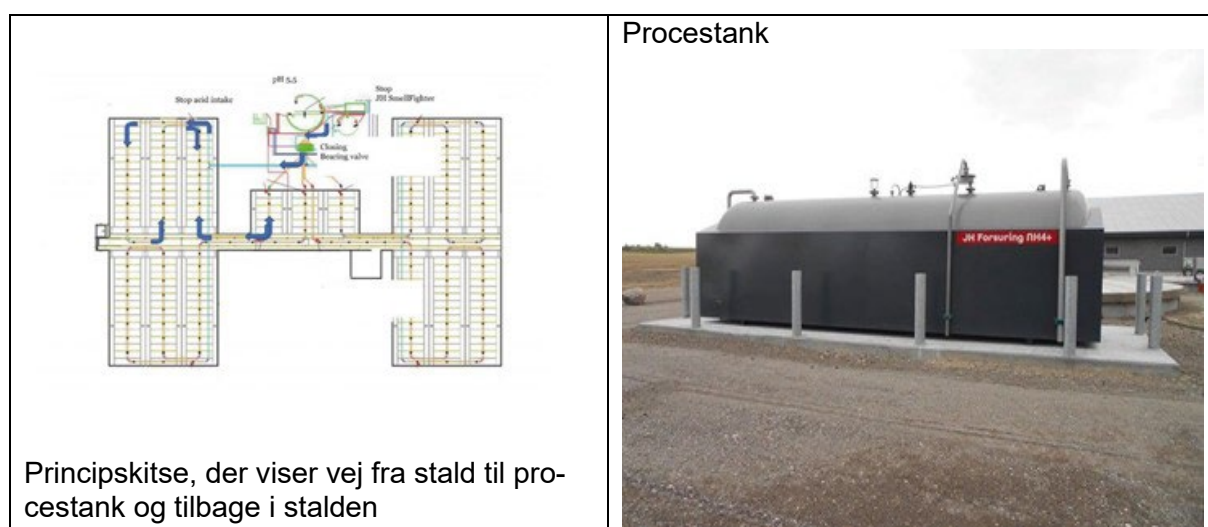 pH 5,5
Stop acid intake
Stop
JH SmellFighter
Closing
Bearing valve
Principskitse, der viser vej fra stald til pro-
cestank og tilbage i stalden
Procestank
JH Forsuring NH4+